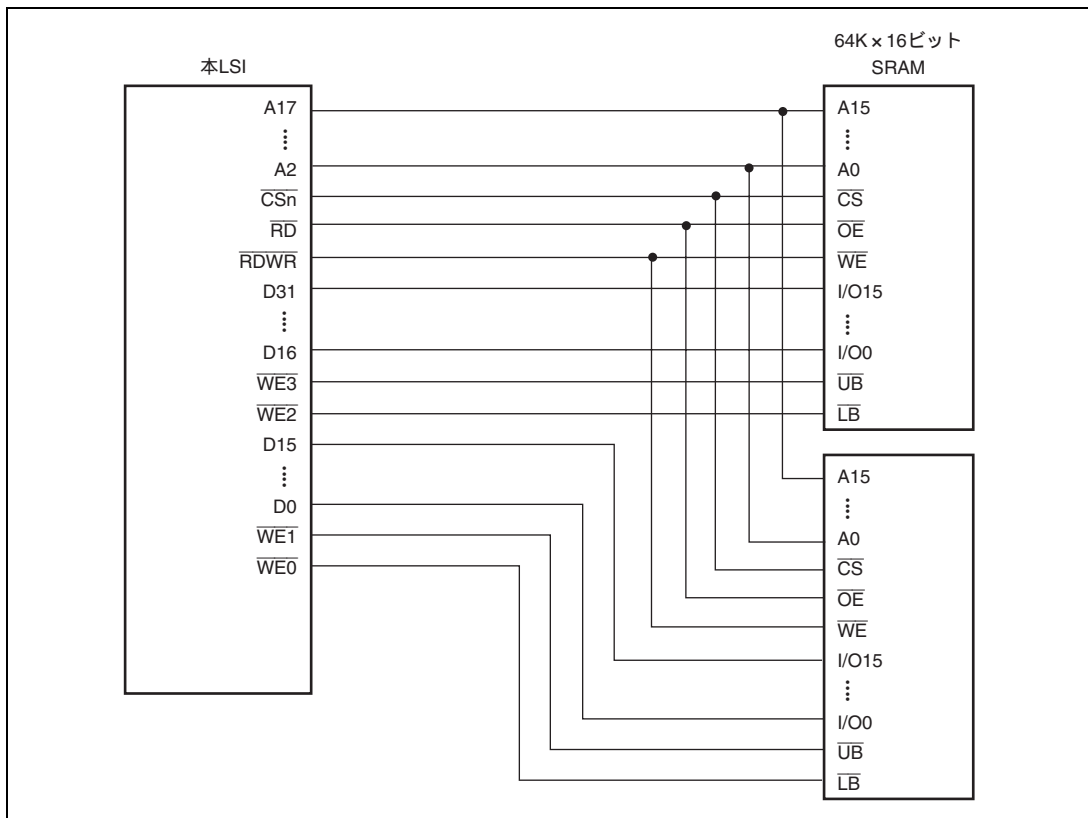 本LSI
A17
A2
CSn
RD
RDWR
D31
D16
WE3
WE2
D15
D0
WE1
WE0
64K×16ビット
SRAM
A15
A0
CS
OE
WE
I/O15
I/O0
UB
LB
A15
A0
CS
OE
WE
I/O15
I/O0
UB
LB